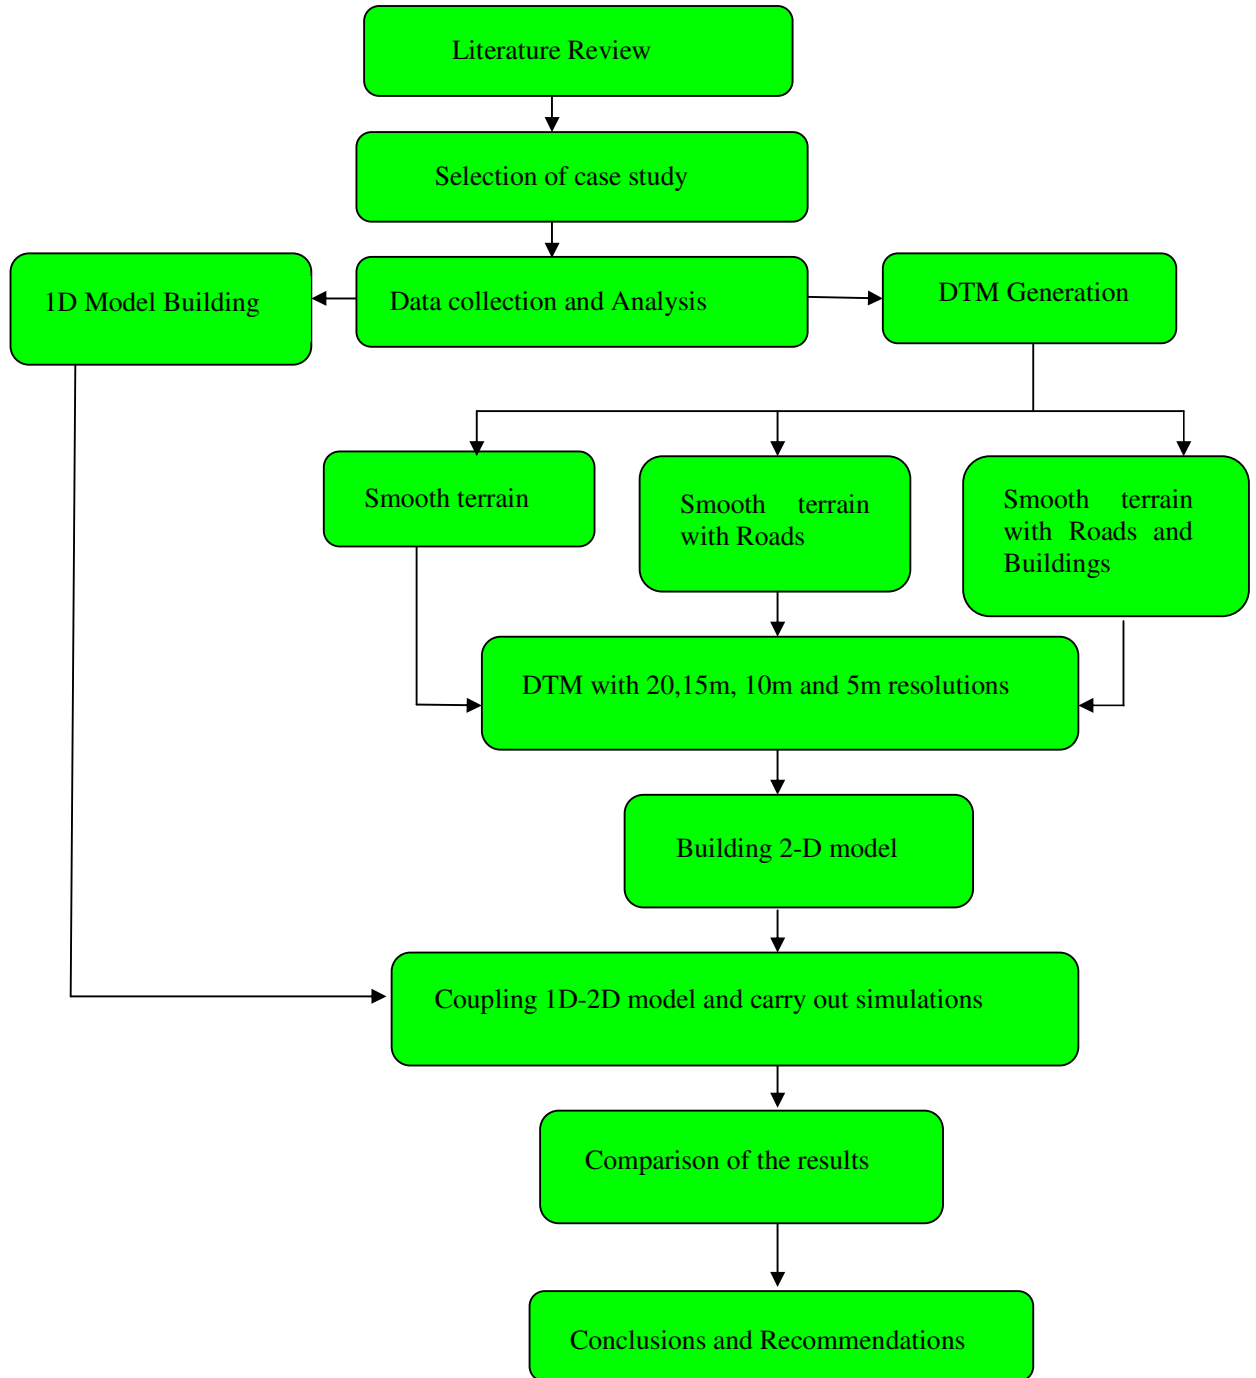 Literature Review
Selection of case study
1D Model Building
Data collection and Analysis
DTM Generation
Smooth terrain
Smooth terrain
with Roads
Smooth terrain
with Roads and
Buildings
DTM with 20,15m, 10m and 5m resolutions
Building 2-D model
Coupling 1D-2D model and carry out simulations
Comparison of the results
Conclusions and Recommendations